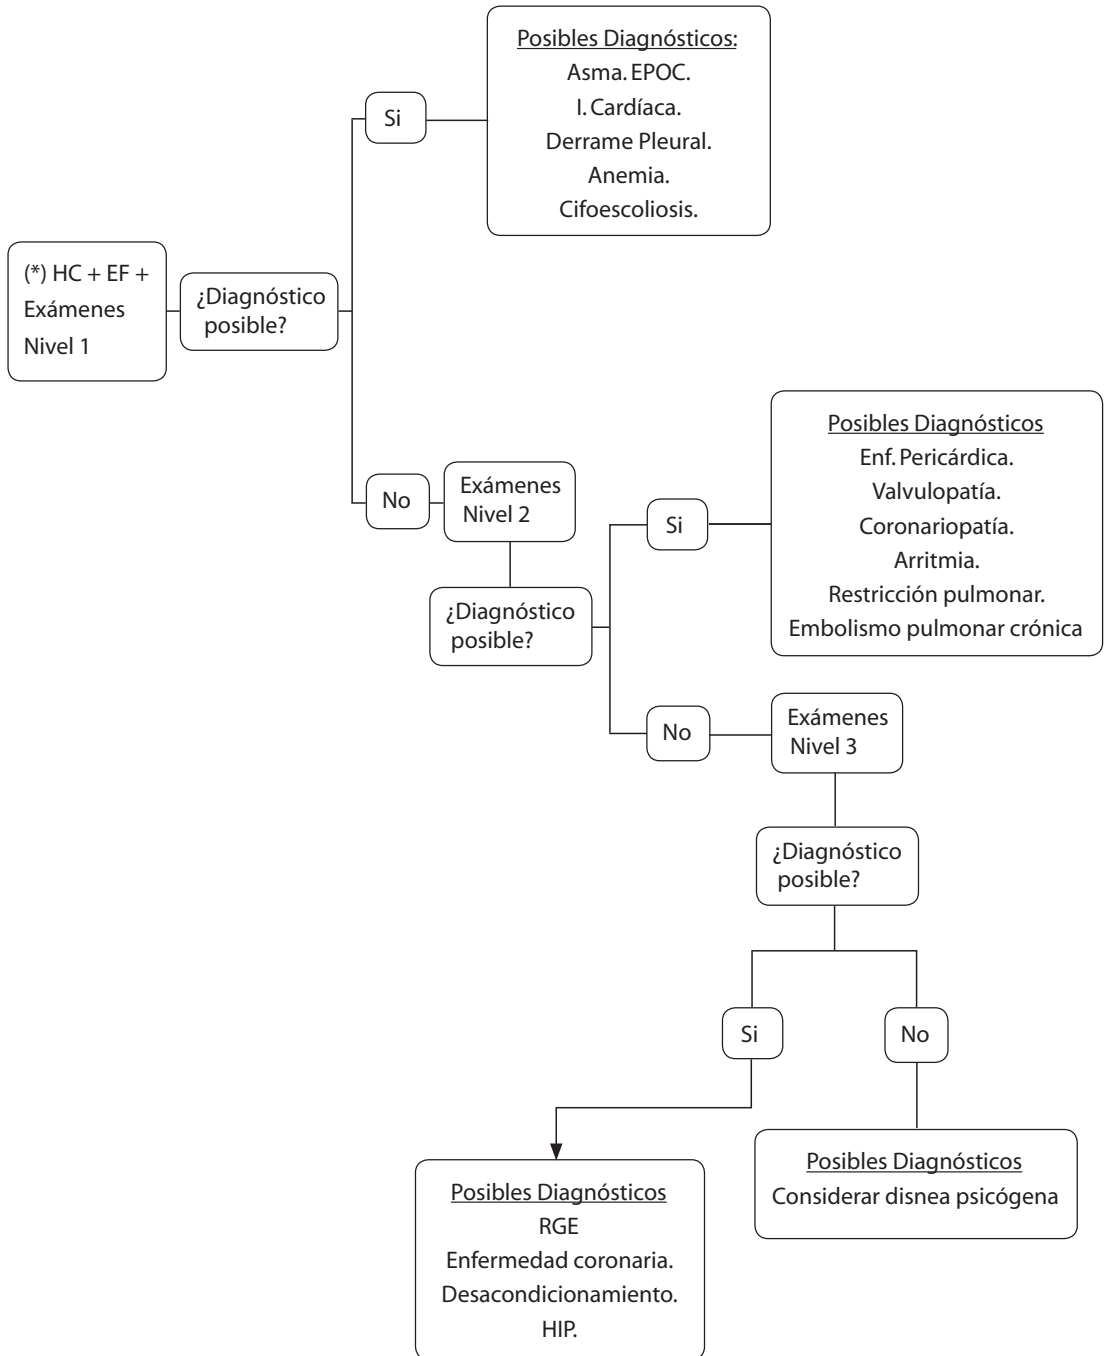 Posibles Diagnósticos:
Asma. EPOC.
I. Cardíaca.
Derrame Pleural.
Anemia.
Cifoescoliosis.
Si
(*) HC + EF +
Exámenes
Nivel 1
¿Diagnóstico
posible?
No
Exámenes
Nivel 2
¿Diagnóstico
posible?
Si
Posibles Diagnósticos
Enf. Pericárdica.
Valvulopatía.
Coronariopatía.
Arritmia.
Restricción pulmonar.
Embolismo pulmonar crónica
No
Exámenes
Nivel 3
¿Diagnóstico
posible?
Si
No
Posibles Diagnósticos
RGE
Enfermedad coronaria.
Desacondicionamiento.
HIP.
Posibles Diagnósticos
Considerar disnea psicógena